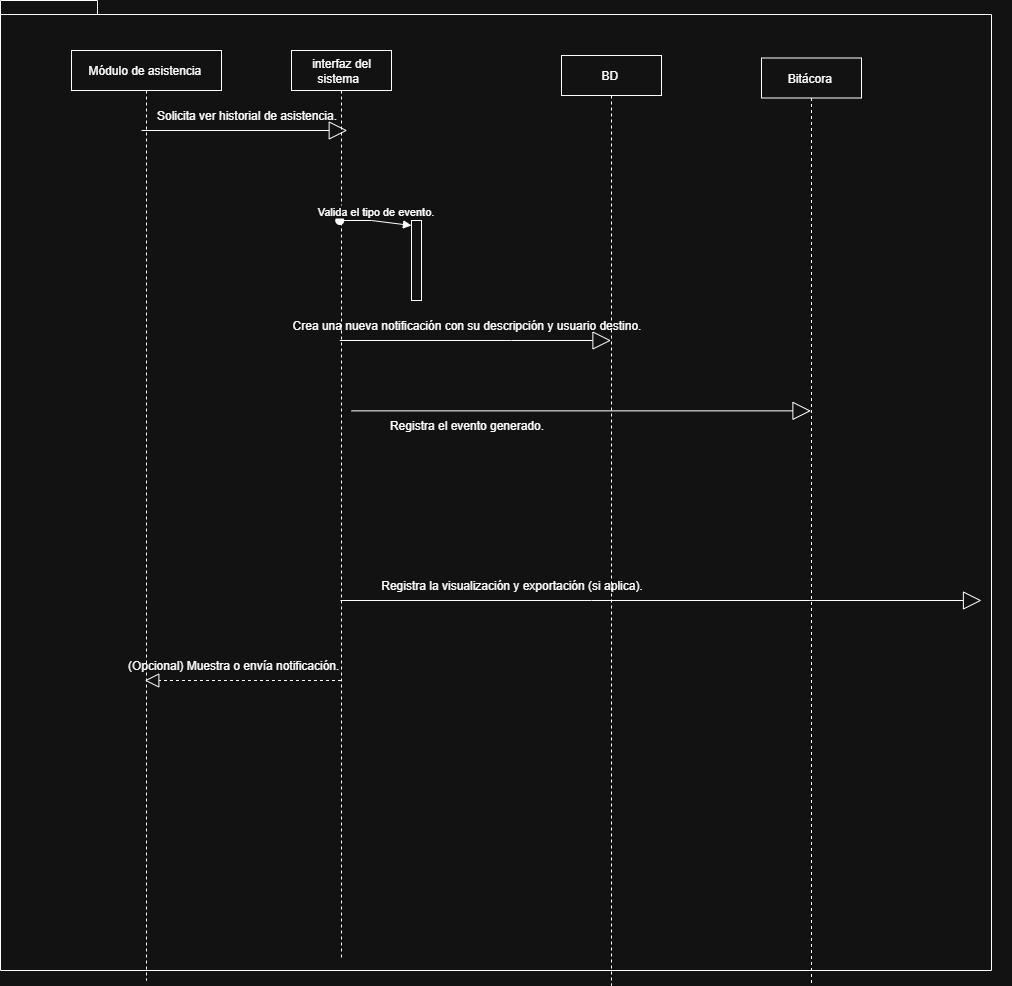 Módulo de asistencia
interfaz del
sistema
BD
Bitácora
Solicita ver historial de asistencia.
Valida el tipo de evento.
Crea una nueva notificación con su descripción y usuario destino.
Registra el evento generado.
Registra la visualización y exportación (si aplica).
(Opcional) Muestra o envía notificación.